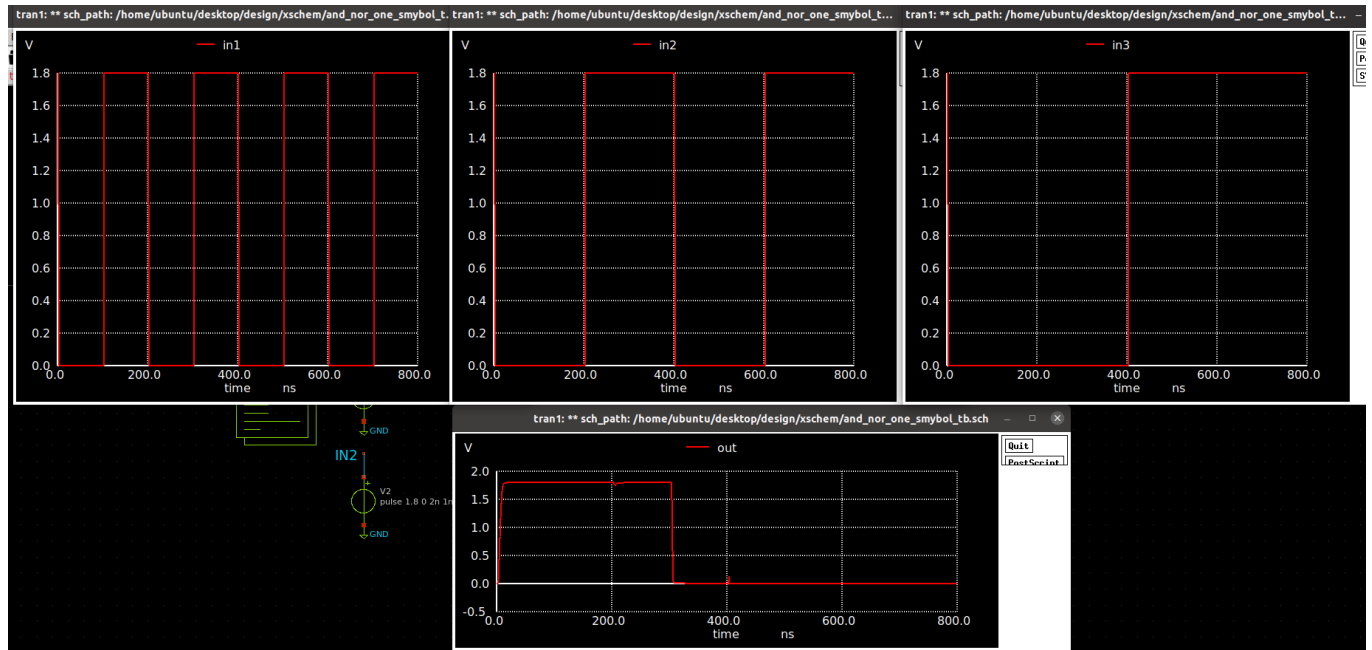 tran1: ** sch_path: /home/ubuntu/desktop/design/xschem/and_nor_one_smybol_t...
V
in1
1.8
1.6
1.4
1.2
1.0
0.8
0.6
0.4
0.2
0.0
0.0 200.0 400.0 600.0 800.0
time ns
tran1: ** sch_path: /home/ubuntu/desktop/design/xschem/and_nor_one_smybol_t...
V
in2
1.8
1.6
1.4
1.2
1.0
0.8
0.6
0.4
0.2
0.0
0.0 200.0 400.0 600.0 800.0
time ns
tran1: ** sch_path: /home/ubuntu/desktop/design/xschem/and_nor_one_smybol_t...
V
in3
1.8
1.6
1.4
1.2
1.0
0.8
0.6
0.4
0.2
0.0
0.0 200.0 400.0 600.0 800.0
time ns
GND
IN2
V2
pulse 1.8 0 2n 1n
GND
tran1: ** sch_path: /home/ubuntu/desktop/design/xschem/and_nor_one_smybol_tb.sch
V
out
Quit
PostScript
2.0
1.5
1.0
0.5
0.0
-0.5
0.0 200.0 400.0 600.0 800.0
time ns